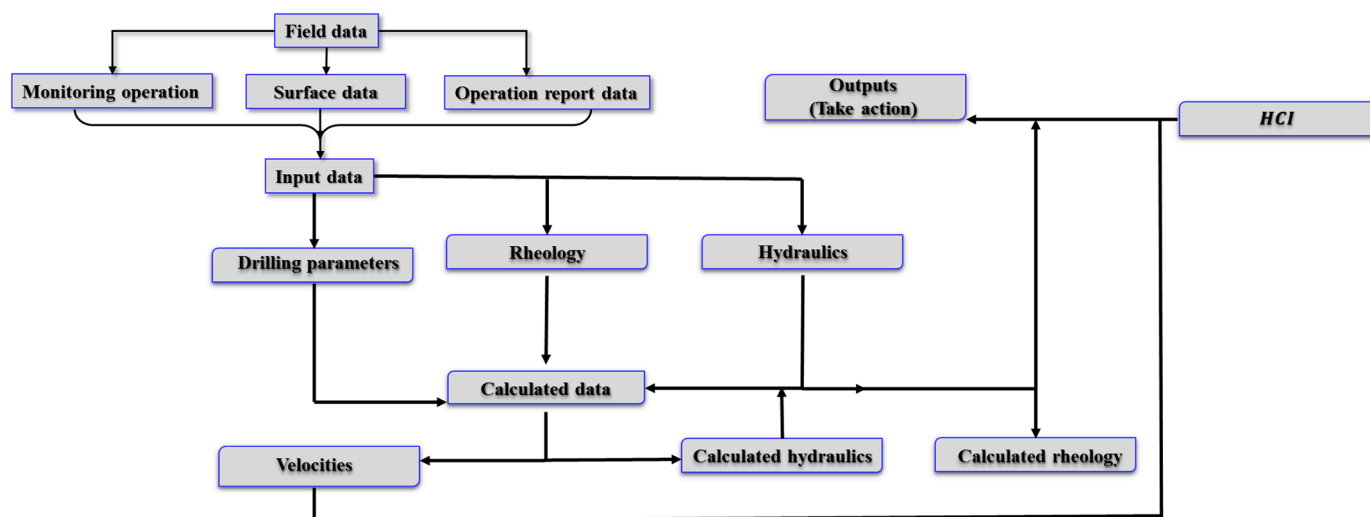 Field data
Monitoring operation
Surface data
Operation report data
Outputs
(Take action)
HCI
Input data
Drilling parameters
Rheology
Hydraulics
Calculated data
Velocities
Calculated hydraulics
Calculated rheology